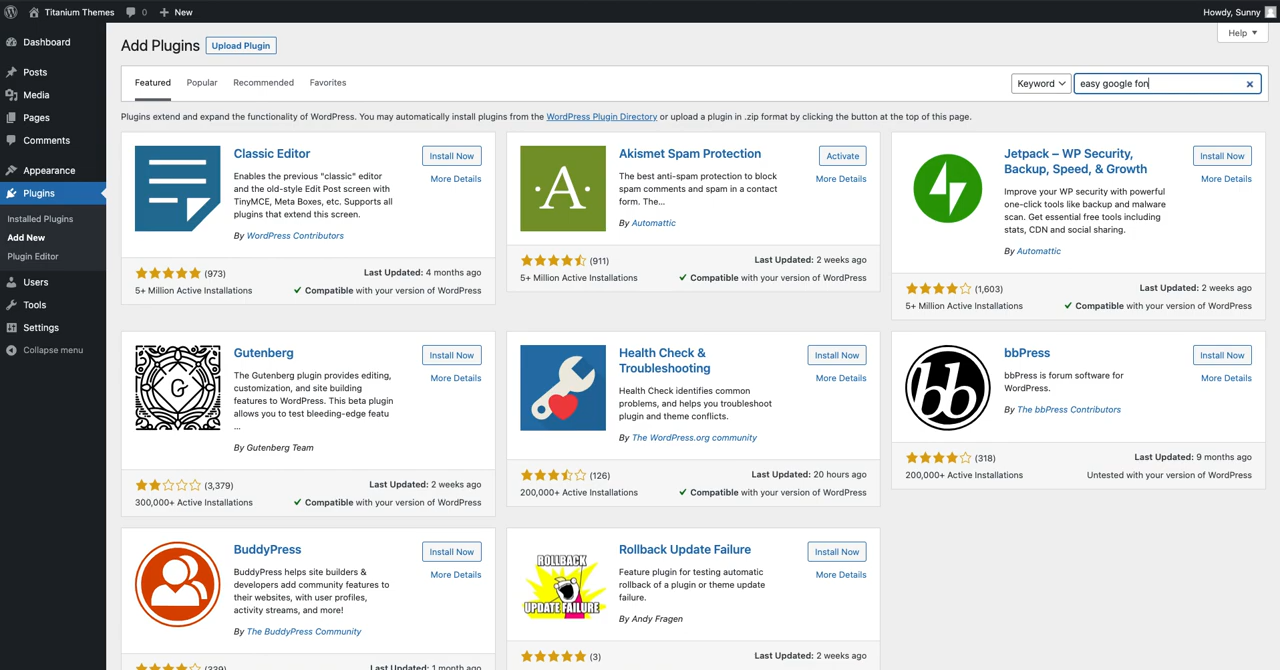 Titanium Themes
0
New
Howdy, Sunny
Help
Dashboard
Posts
Media
Pages
Comments
Appearance
Plugins
Installed Plugins
Add New
Plugin Editor
Users
Tools
Settings
Collapse menu
Add Plugins
Upload Plugin
Featured
Popular
Recommended
Favorites
Keyword
easy google fon
Plugins extend and expand the functionality of WordPress. You may automatically install plugins from the WordPress Plugin Directory or upload a plugin in .zip format by clicking the button at the top of this page.
Classic Editor
Install Now
More Details
Enables the previous "classic" editor
and the old-style Edit Post screen with
TinyMCE, Meta Boxes, etc. Supports all
plugins that extend this screen.
By WordPress Contributors
(973)
Last Updated: 4 months ago
5+ Million Active Installations
Compatible with your version of WordPress
·A·
Akismet Spam Protection
Activate
More Details
The best anti-spam protection to block
spam comments and spam in a contact
form. The...
By Automattic
(911)
Last Updated: 2 weeks ago
5+ Million Active Installations
Compatible with your version of WordPress
Jetpack – WP Security,
Backup, Speed, & Growth
Install Now
More Details
Improve your WP security with powerful
one-click tools like backup and malware
scan. Get essential free tools including
stats, CDN and social sharing.
By Automattic
(1,603)
Last Updated: 2 weeks ago
5+ Million Active Installations
Compatible with your version of WordPress
G
Gutenberg
Install Now
More Details
The Gutenberg plugin provides editing,
customization, and site building
features to WordPress. This beta plugin
allows you to test bleeding-edge featu
...
By Gutenberg Team
(3,379)
Last Updated: 2 weeks ago
300,000+ Active Installations
Compatible with your version of WordPress
Health Check &
Troubleshooting
Install Now
More Details
Health Check identifies common
problems, and helps you troubleshoot
plugin and theme conflicts.
By The WordPress.org community
(126)
Last Updated: 20 hours ago
200,000+ Active Installations
Compatible with your version of WordPress
bb
bbPress
Install Now
More Details
bbPress is forum software for
WordPress.
By The bbPress Contributors
(318)
Last Updated: 9 months ago
200,000+ Active Installations
Untested with your version of WordPress
BuddyPress
Install Now
More Details
BuddyPress helps site builders &
developers add community features to
their websites, with user profiles,
activity streams, and more!
By The BuddyPress Community
(339)
Last Updated: 1 month ago
ROLLBACK
UPDATE FAILURE
Rollback Update Failure
Install Now
More Details
Feature plugin for testing automatic
rollback of a plugin or theme update
failure.
By Andy Fragen
(3)
Last Updated: 2 weeks ago